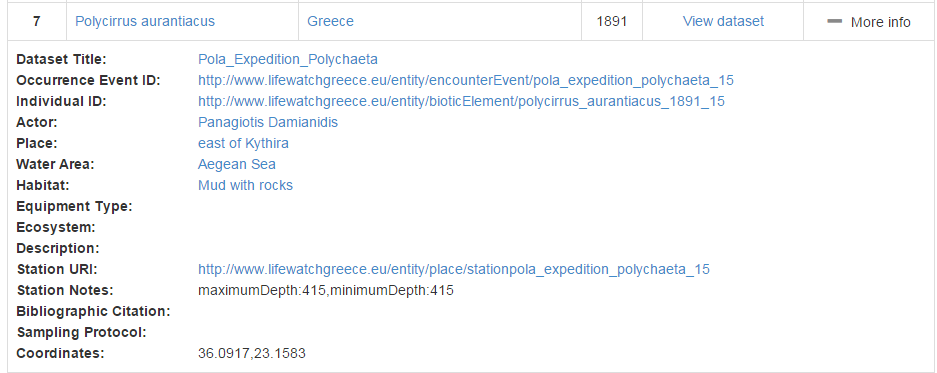 7 Polycirrus aurantiacus Greece 1891 View dataset More info
Dataset Title: Pola_Expedition_Polychaeta
Occurrence Event ID: http://www.lifewatchgreece.eu/entity/encounterEvent/pola_expedition_polychaeta_15
Individual ID: http://www.lifewatchgreece.eu/entity/bioticElement/polycirrus_aurantiacus_1891_15
Actor: Panagiotis Damianidis
Place: east of Kythira
Water Area: Aegean Sea
Habitat: Mud with rocks
Equipment Type:
Ecosystem:
Description:
Station URI: http://www.lifewatchgreece.eu/entity/place/stationpola_expedition_polychaeta_15
Station Notes: maximumDepth:415,minimumDepth:415
Bibliographic Citation:
Sampling Protocol:
Coordinates: 36.0917,23.1583